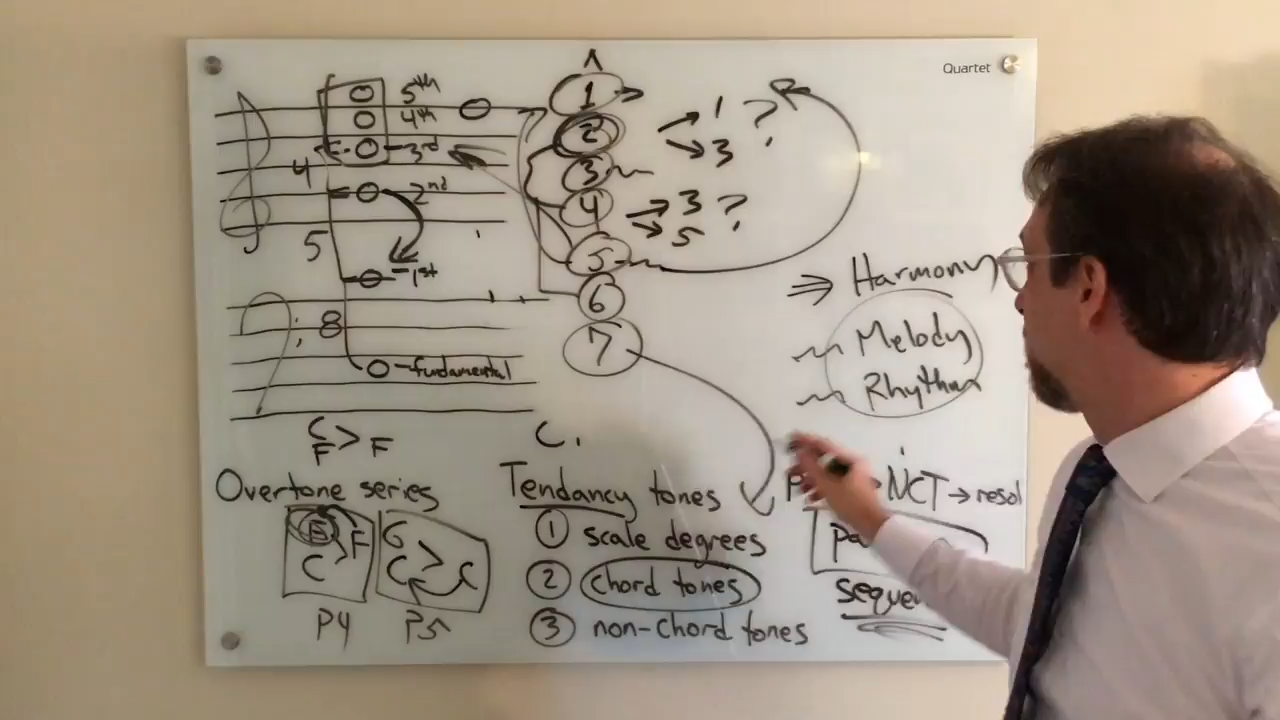 Quartet
5th
4th
3rd
2nd
1st
fundamental
4
5
8
^
1
2
3
4
5
6
7
→ 1 ?
→ 3
→ 3 ?
→ 5
⇒ Harmony
Melody
Rhythm
C
F > F
C.
Overtone series
Tendancy tones
NCT → resol
F
C
G
C > C
P4
P5
① scale degrees
② chord tones
③ non-chord tones